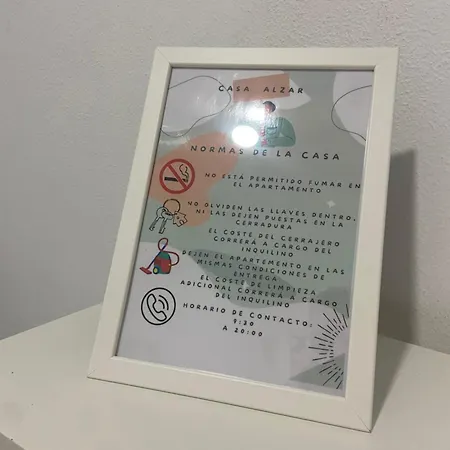 CASA ALZAR
NORMAS DE LA CASA
NO ESTÁ PERMITIDO FUMAR EN
EL APARTAMENTO
NO OLVIDEN LAS LLAVES DENTRO,
NI LAS DEJEN PUESTAS EN LA
CERRADURA
EL COSTE DEL CERRAJERO
CORRERÁ A CARGO DEL
INQUILINO
DEJEN EL APARTEMENTO EN LAS
MISMAS CONDICIONES DE
ENTREGA
EL COSTE DE LIMPIEZA
ADICIONAL CORRERÁ A CARGO
DEL INQUILINO
HORARIO DE CONTACTO:
9:30
A 20:00